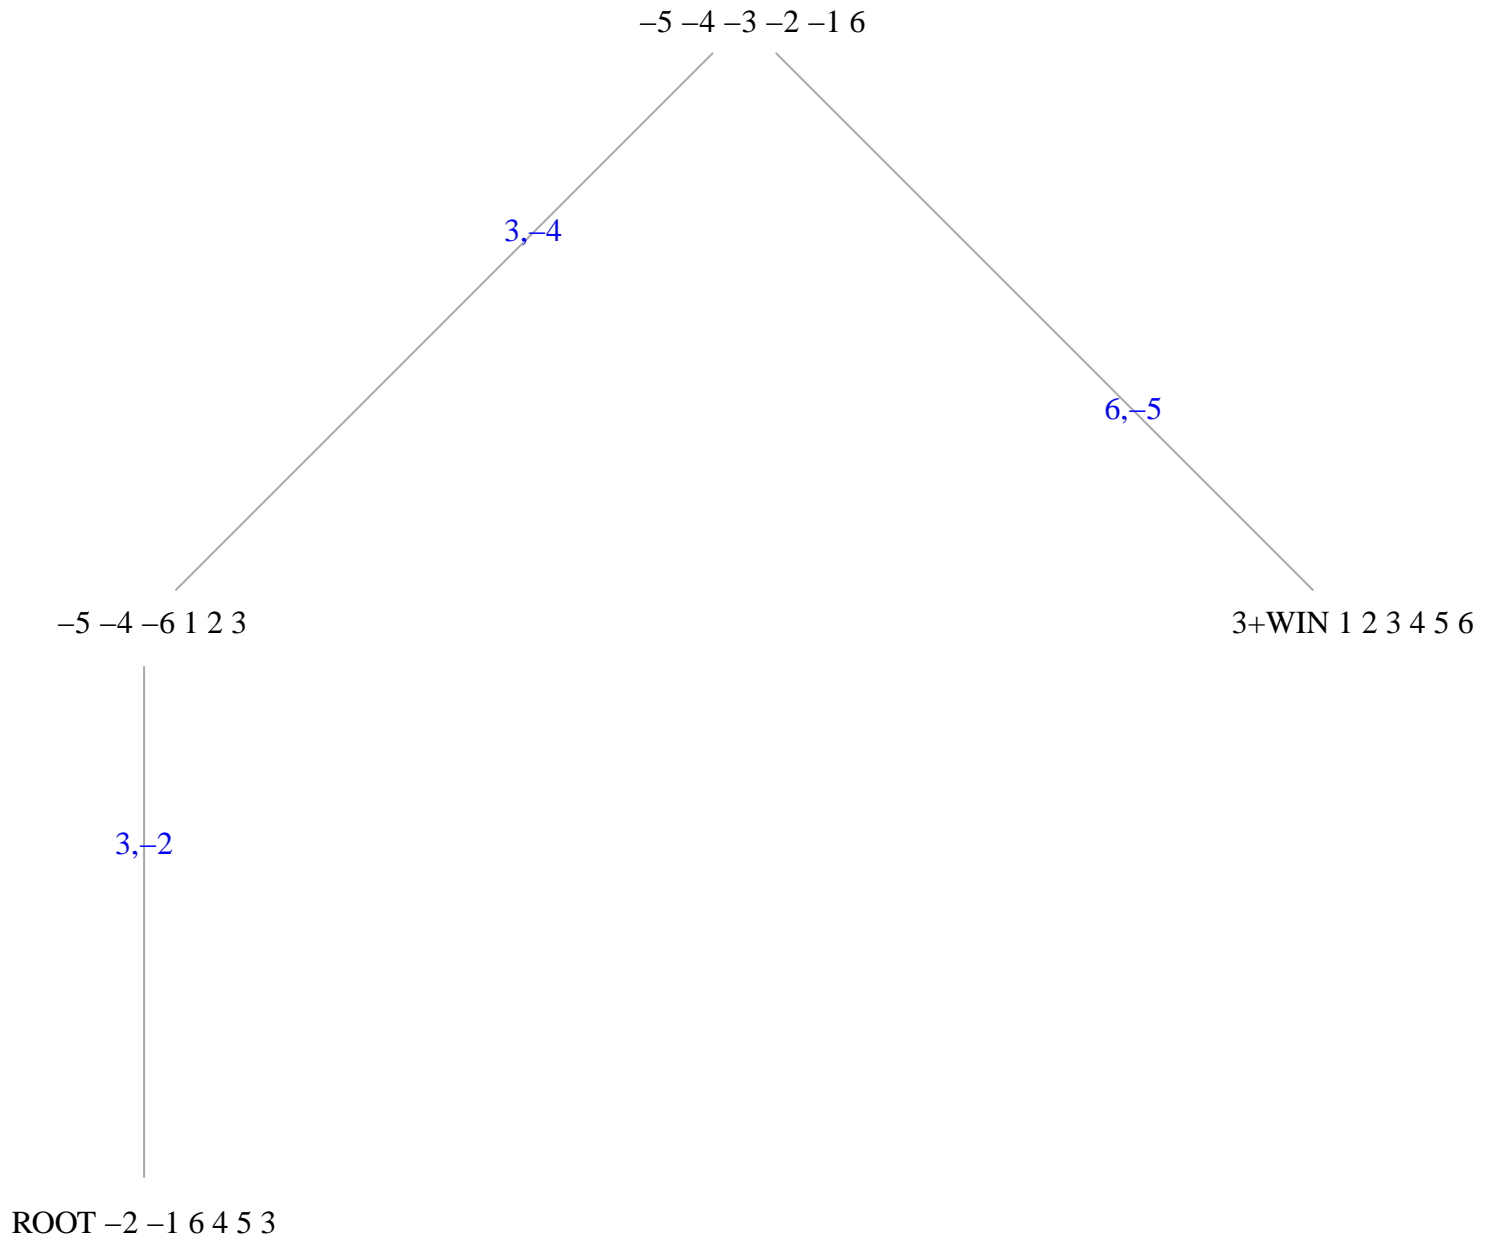 –5 –4 –3 –2 –1 6
3,–4
6,–5
–5 –4 –6 1 2 3
3+WIN 1 2 3 4 5 6
3,–2
ROOT –2 –1 6 4 5 3